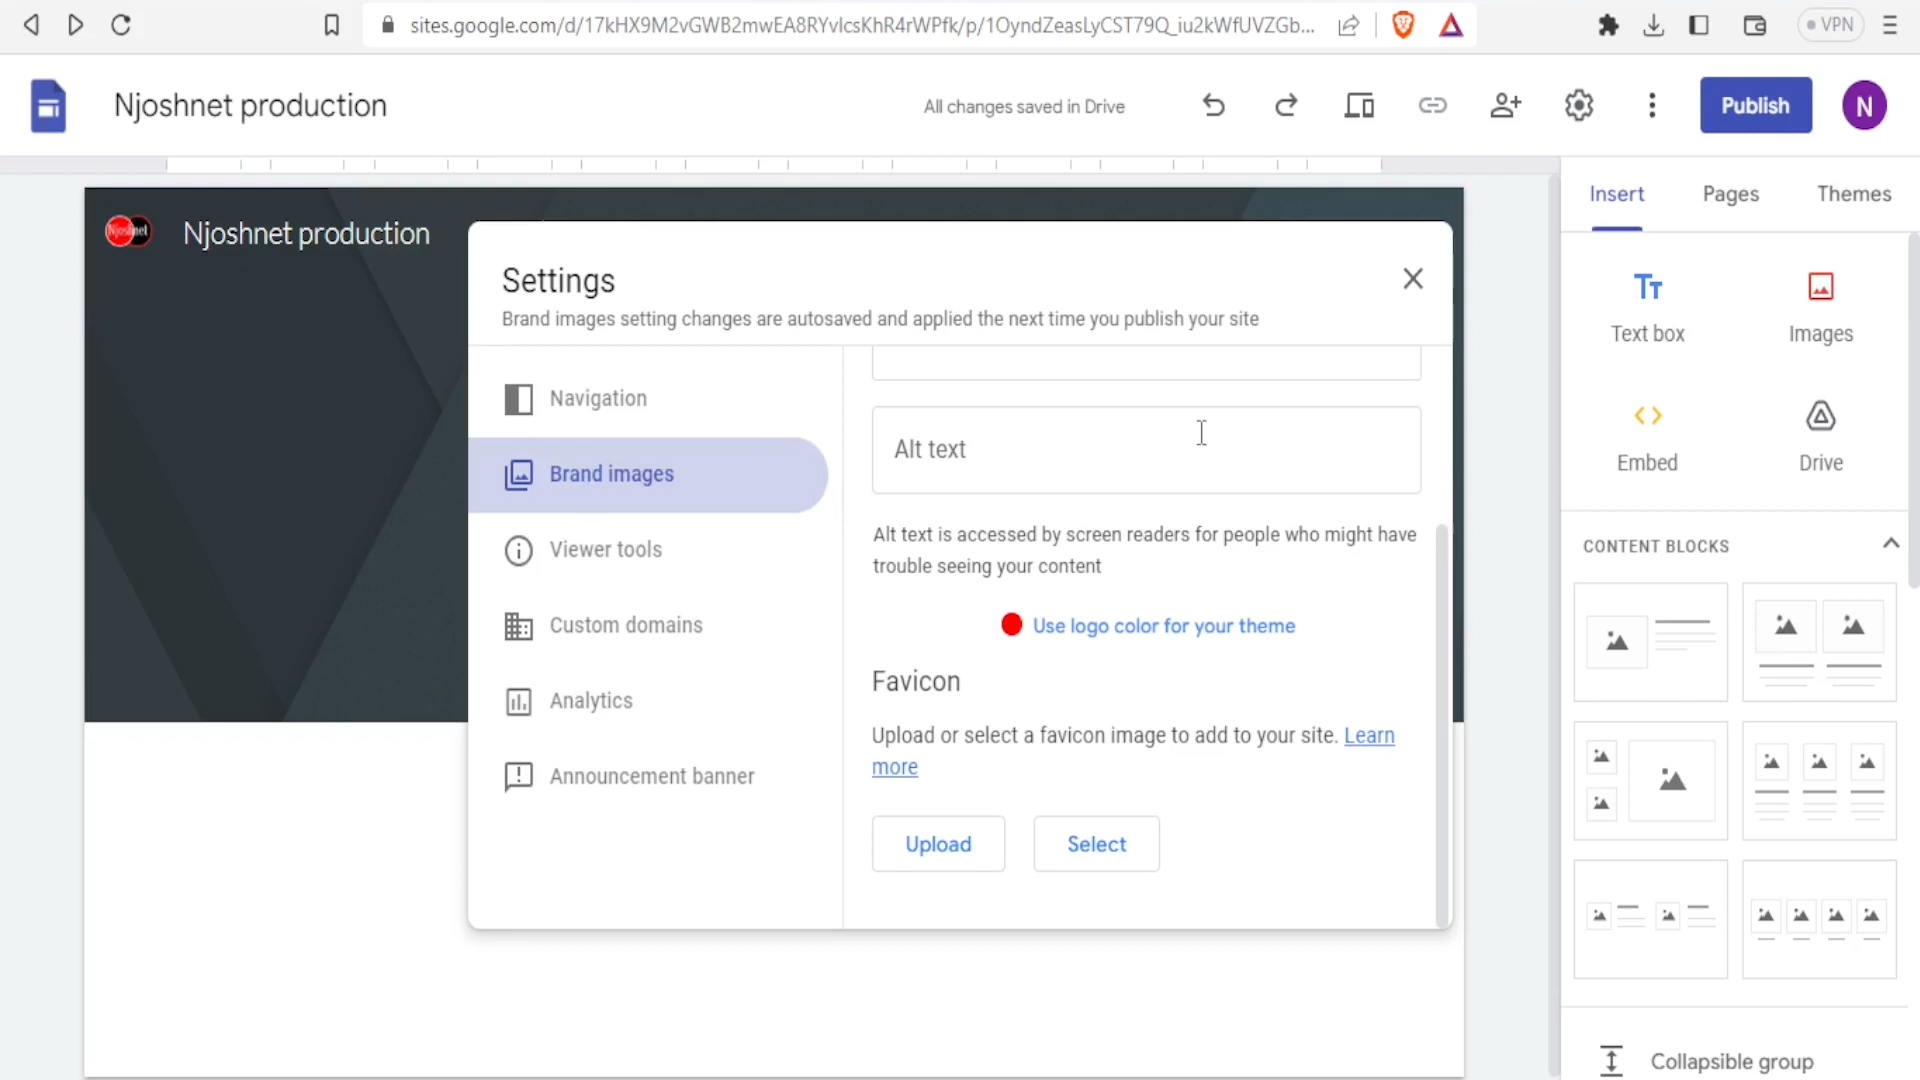 sites.google.com/d/17kHX9M2vGWB2mwEA8RYvIcsKhR4rWPfk/p/1OyndZeasLyCST79Q_iu2kWfUVZGb...
VPN
Njoshnet production
All changes saved in Drive
Publish
N
Insert
Pages
Themes
Njoshnet
Njoshnet production
Settings
Brand images setting changes are autosaved and applied the next time you publish your site
Navigation
Brand images
Viewer tools
Custom domains
Analytics
Announcement banner
Alt text
Alt text is accessed by screen readers for people who might have
trouble seeing your content
Use logo color for your theme
Favicon
Upload or select a favicon image to add to your site. Learn
more
Upload
Select
Tт Text box
Images
Embed
Drive
CONTENT BLOCKS
Collapsible group